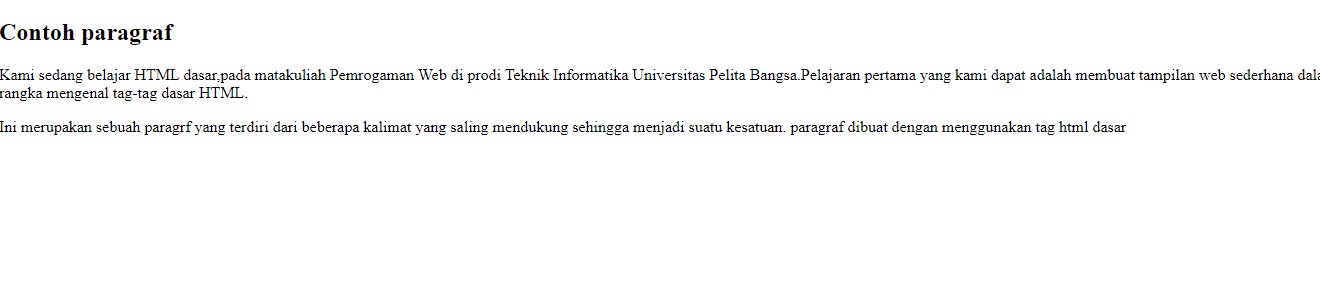 Contoh paragraf
Kami sedang belajar HTML dasar,pada matakuliah Pemrogaman Web di prodi Teknik Informatika Universitas Pelita Bangsa.Pelajaran pertama yang kami dapat adalah membuat tampilan web sederhana
rangka mengenal tag-tag dasar HTML.
Ini merupakan sebuah paragrf yang terdiri dari beberapa kalimat yang saling mendukung sehingga menjadi suatu kesatuan. paragraf dibuat dengan menggunakan tag html dasar